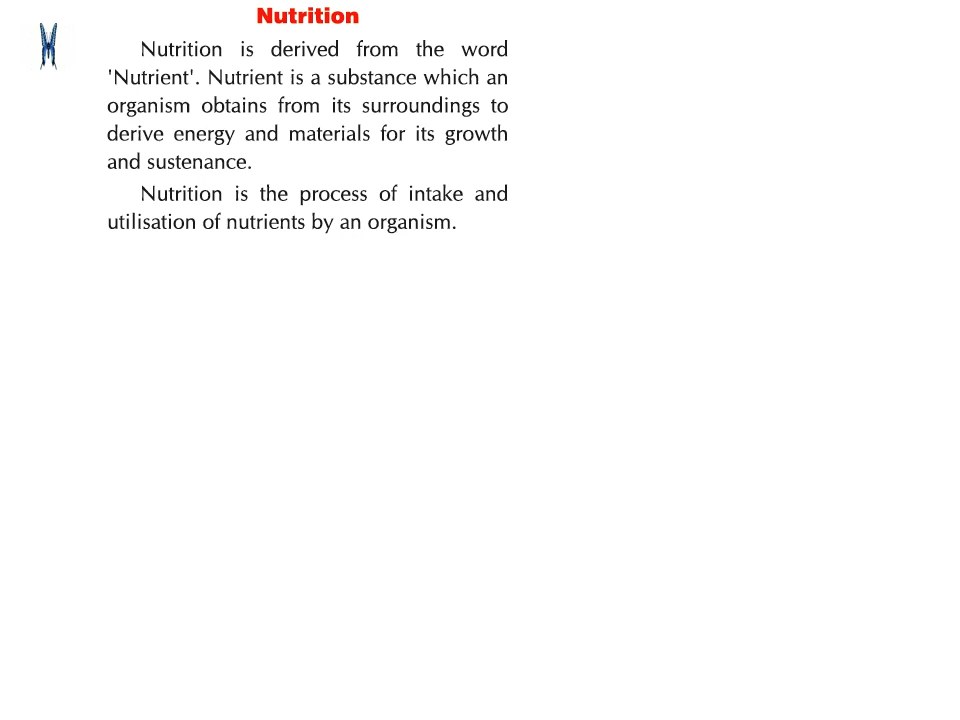 Nutrition
Nutrition is derived from the word
'Nutrient'. Nutrient is a substance which an
organism obtains from its surroundings to
derive energy and materials for its growth
and sustenance.
Nutrition is the process of intake and
utilisation of nutrients by an organism.